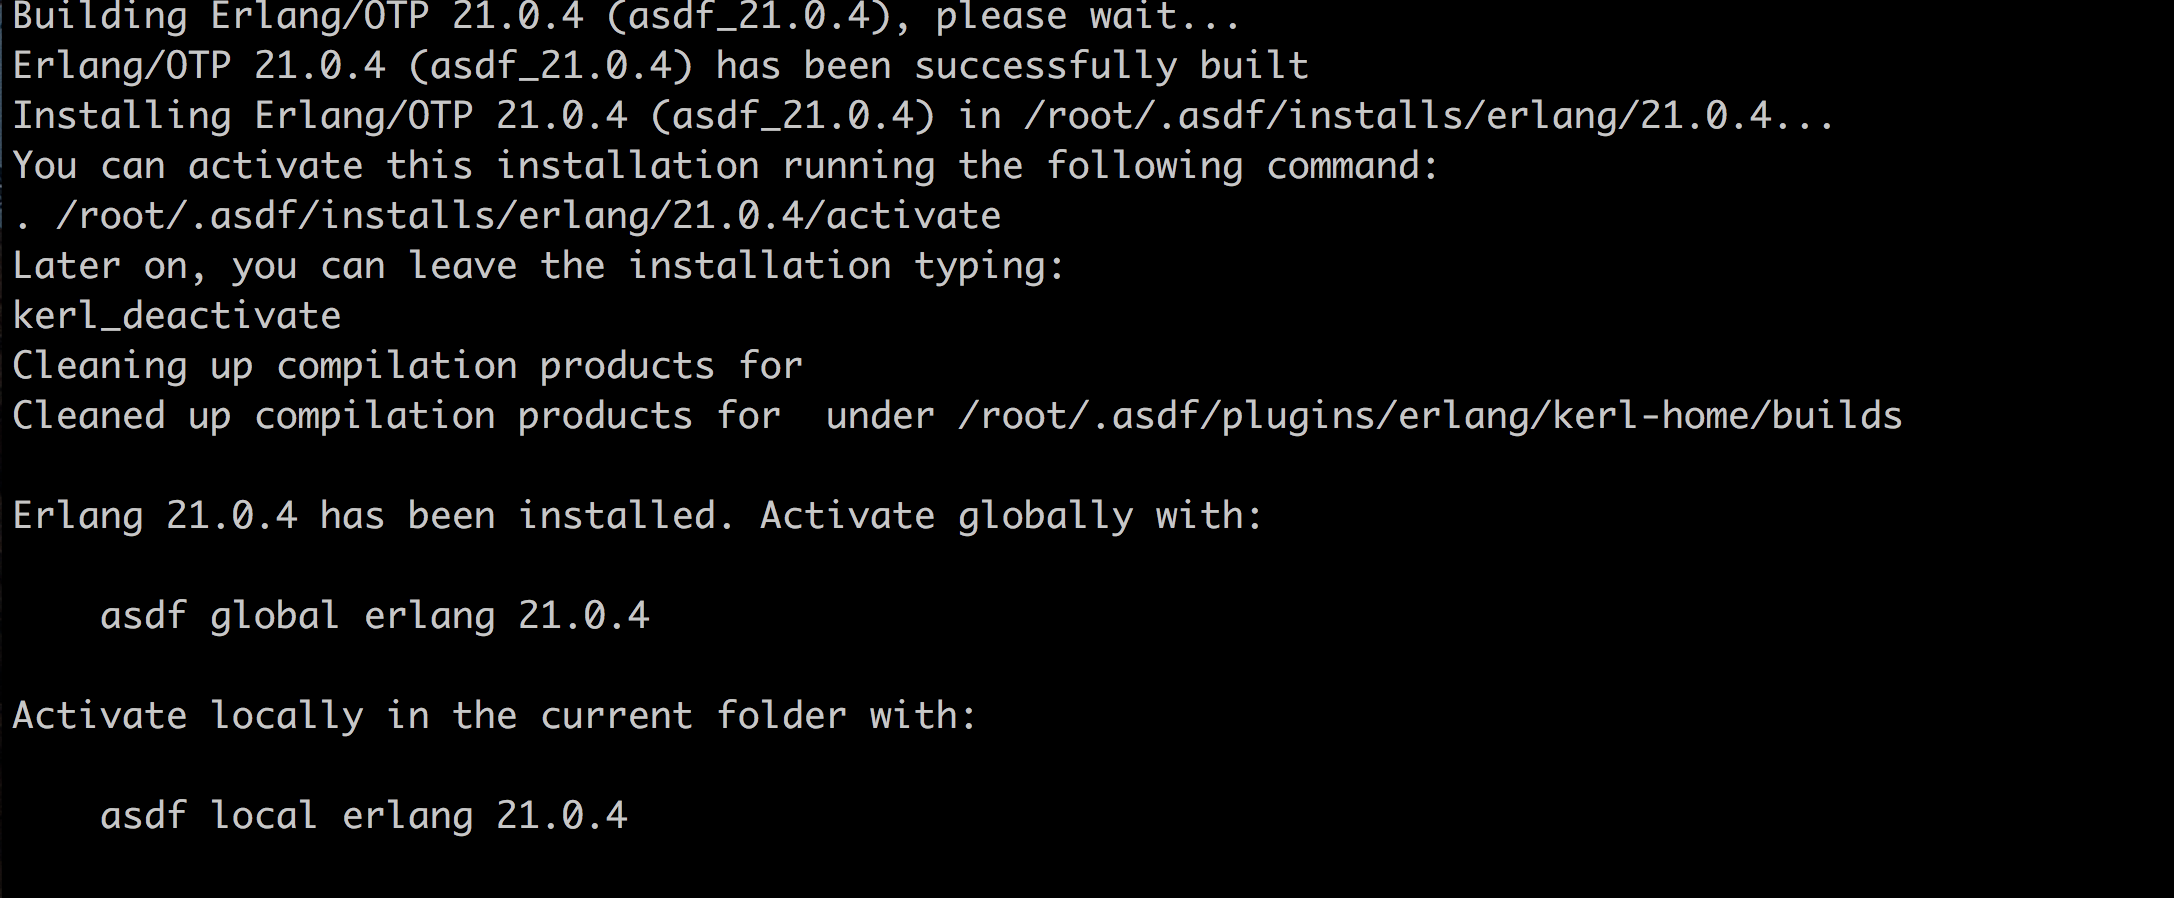 Building Erlang/OTP 21.0.4 (asdf_21.0.4), please wait...
Erlang/OTP 21.0.4 (asdf_21.0.4) has been successfully built
Installing Erlang/OTP 21.0.4 (asdf_21.0.4) in /root/.asdf/installs/erlang/21.0.4...
You can activate this installation running the following command:
. /root/.asdf/installs/erlang/21.0.4/activate
Later on, you can leave the installation typing:
kerl_deactivate
Cleaning up compilation products for
Cleaned up compilation products for  under /root/.asdf/plugins/erlang/kerl-home/builds
Erlang 21.0.4 has been installed. Activate globally with:
asdf global erlang 21.0.4
Activate locally in the current folder with:
asdf local erlang 21.0.4